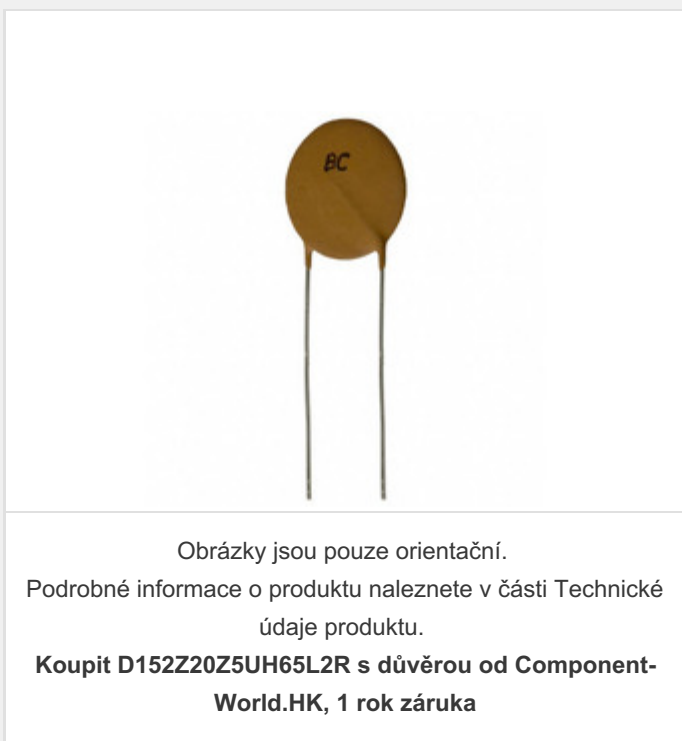 BC
Obrázky jsou pouze orientační.
Podrobné informace o produktu naleznete v části Technické
údaje produktu.
Koupit D152Z20Z5UH65L2R s důvěrou od Component-
World.HK, 1 rok záruka